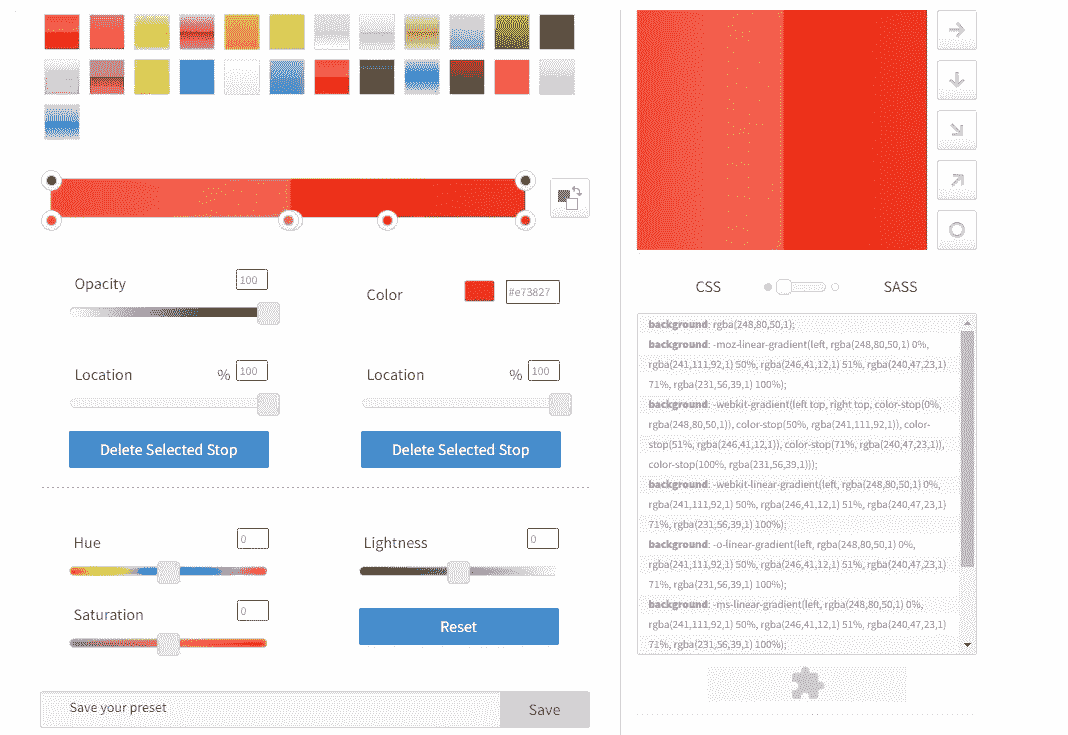 Opacity
100
Color
#e73827
Location
% 100
Location
% 100
Delete Selected Stop
Delete Selected Stop
Hue
0
Lightness
0
Saturation
0
Reset
Save your preset
Save
CSS
SASS
background: rgba(248,80,50,1);
background: -moz-linear-gradient(left, rgba(248,80,50,1) 0%,
rgba(241,111,92,1) 50%, rgba(246,41,12,1) 51%, rgba(240,47,23,1)
71%, rgba(231,56,39,1) 100%);
background: -webkit-gradient(left top, right top, color-stop(0%,
rgba(248,80,50,1)), color-stop(50%, rgba(241,111,92,1)), color-
stop(51%, rgba(246,41,12,1)), color-stop(71%, rgba(240,47,23,1)),
color-stop(100%, rgba(231,56,39,1)));
background: -webkit-linear-gradient(left, rgba(248,80,50,1) 0%,
rgba(241,111,92,1) 50%, rgba(246,41,12,1) 51%, rgba(240,47,23,1)
71%, rgba(231,56,39,1) 100%);
background: -o-linear-gradient(left, rgba(248,80,50,1) 0%,
rgba(241,111,92,1) 50%, rgba(246,41,12,1) 51%, rgba(240,47,23,1)
71%, rgba(231,56,39,1) 100%);
background: -ms-linear-gradient(left, rgba(248,80,50,1) 0%,
rgba(241,111,92,1) 50%, rgba(246,41,12,1) 51%, rgba(240,47,23,1)
71%, rgba(231,56,39,1) 100%);